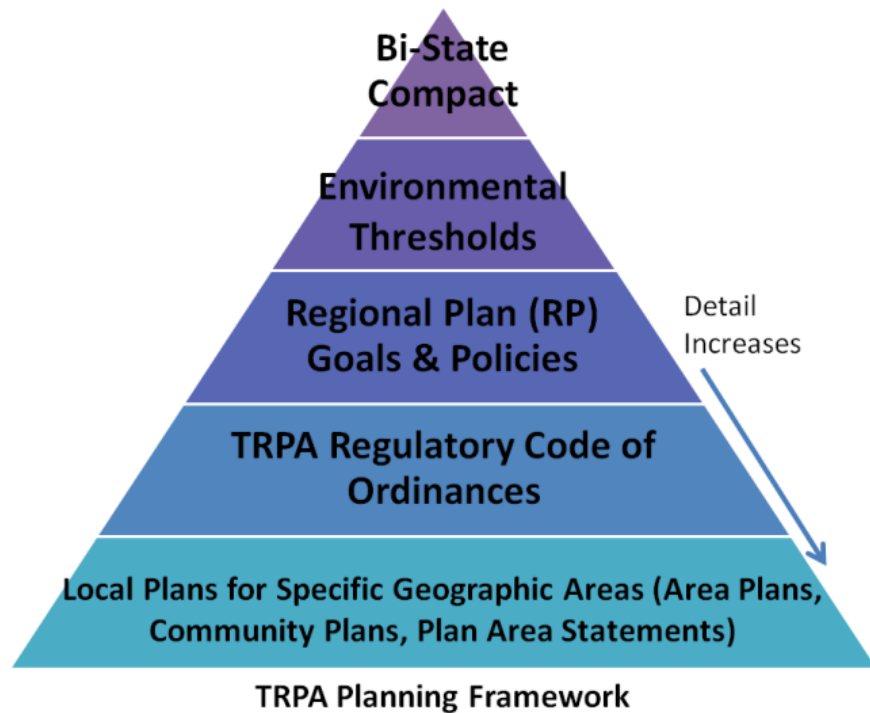 Bi-State
Compact
Environmental
Thresholds
Regional Plan (RP)
Goals & Policies
Detail
Increases
TRPA Regulatory Code of
Ordinances
Local Plans for Specific Geographic Areas (Area Plans,
Community Plans, Plan Area Statements)
TRPA Planning Framework